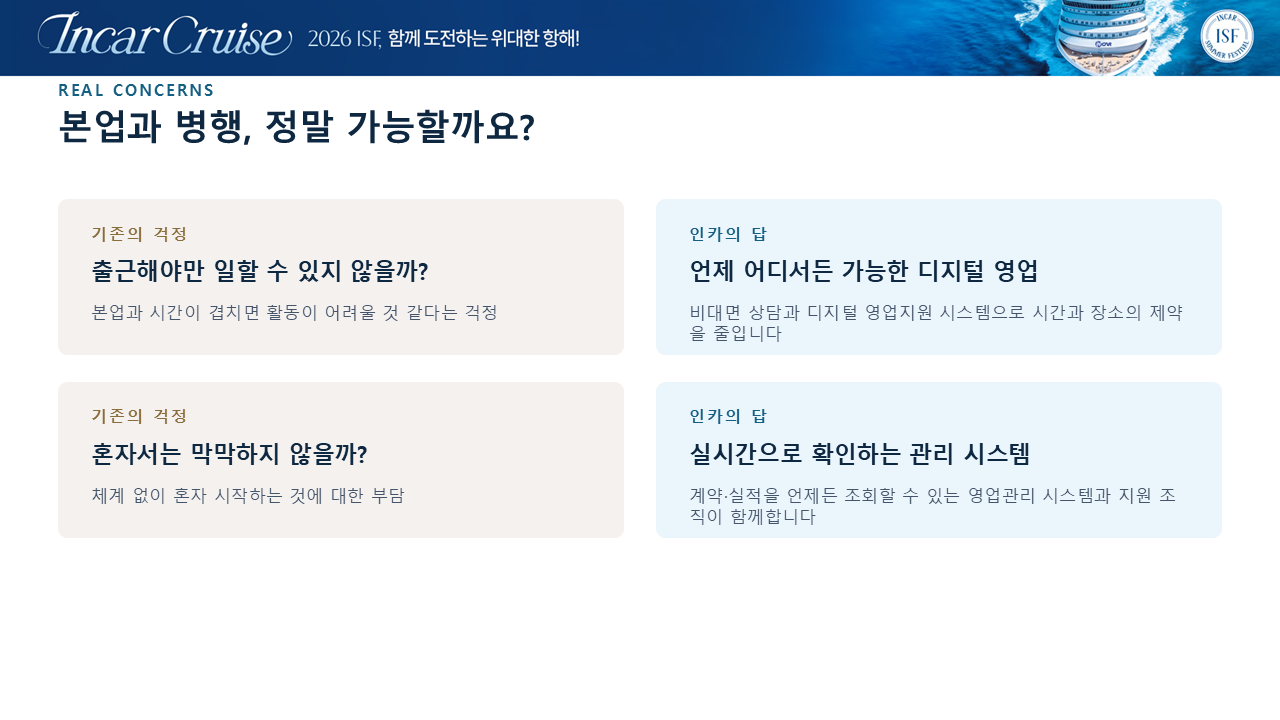 Incar Cruise
2026 ISF, 함께 도전하는 위대한 항해!
INCAR
ISF
SUMMER FESTIVAL
REAL CONCERNS
본업과 병행, 정말 가능할까요?
기존의 걱정
출근해야만 일할 수 있지 않을까?
본업과 시간이 겹치면 활동이 어려울 것 같다는 걱정
인카의 답
언제 어디서든 가능한 디지털 영업
비대면 상담과 디지털 영업지원 시스템으로 시간과 장소의 제약
을 줄입니다
기존의 걱정
혼자서는 막막하지 않을까?
체계 없이 혼자 시작하는 것에 대한 부담
인카의 답
실시간으로 확인하는 관리 시스템
계약·실적을 언제든 조회할 수 있는 영업관리 시스템과 지원 조
직이 함께합니다